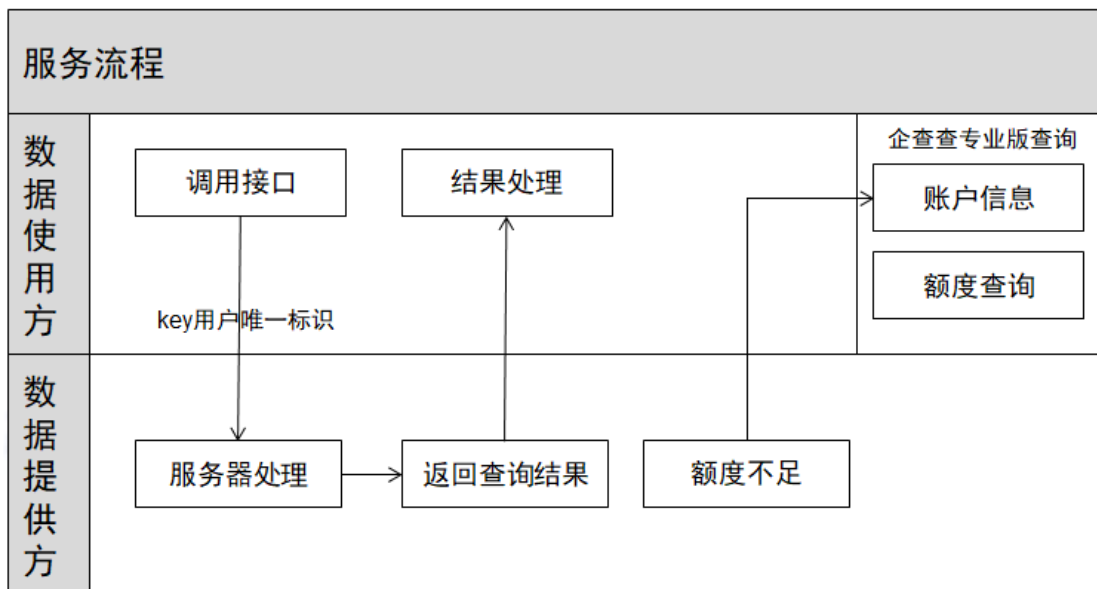 服务流程
数据使用方
调用接口
结果处理
企查查专业版查询
账户信息
额度查询
key用户唯一标识
数据提供方
服务器处理
返回查询结果
额度不足